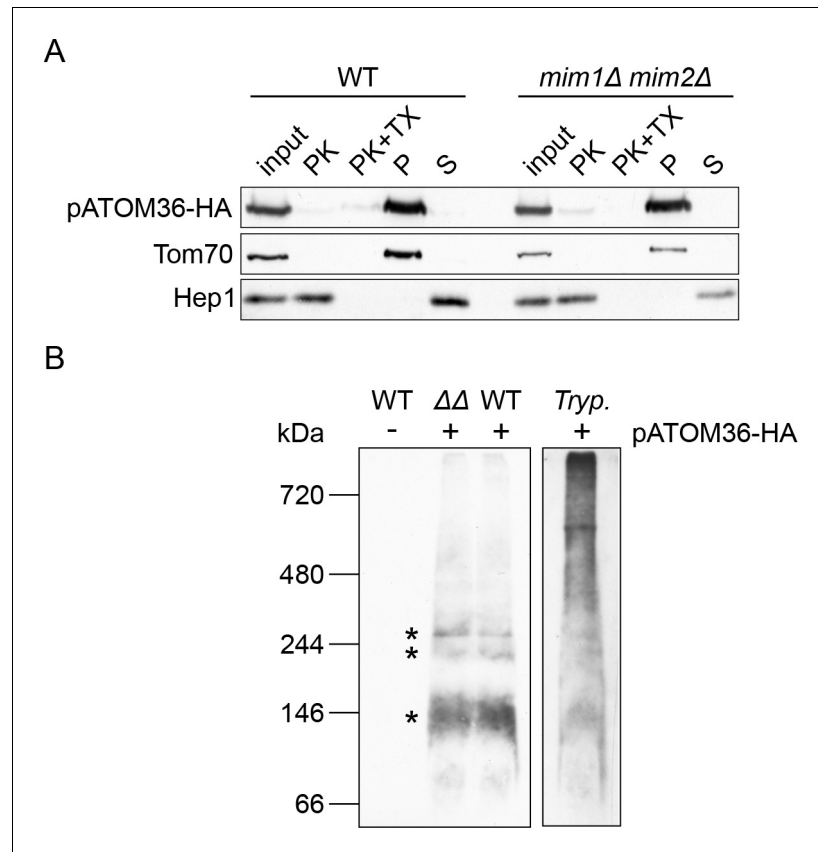 A
WT mim1Δ mim2Δ
input PK PK+TX P S input PK PK+TX P S
pATOM36-HA
Tom70
Hep1
B
WT ΔΔ WT Tryp.
kDa - + + + pATOM36-HA
720
480
*
244
*
146 *
66